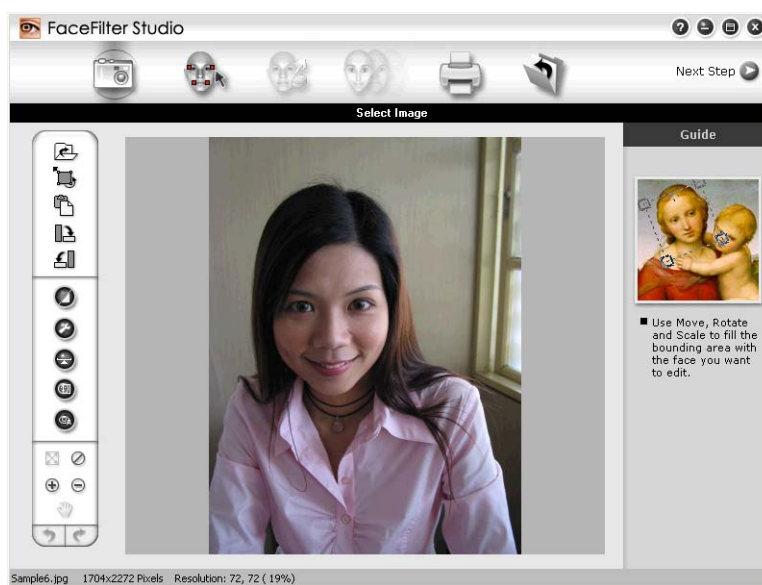 FaceFilter Studio
Next Step
Select Image
Guide
Use Move, Rotate
and Scale to fill the
bounding area with
the face you want
to edit.
Sample6.jpg 1704x2272 Pixels Resolution: 72, 72 ( 19%)